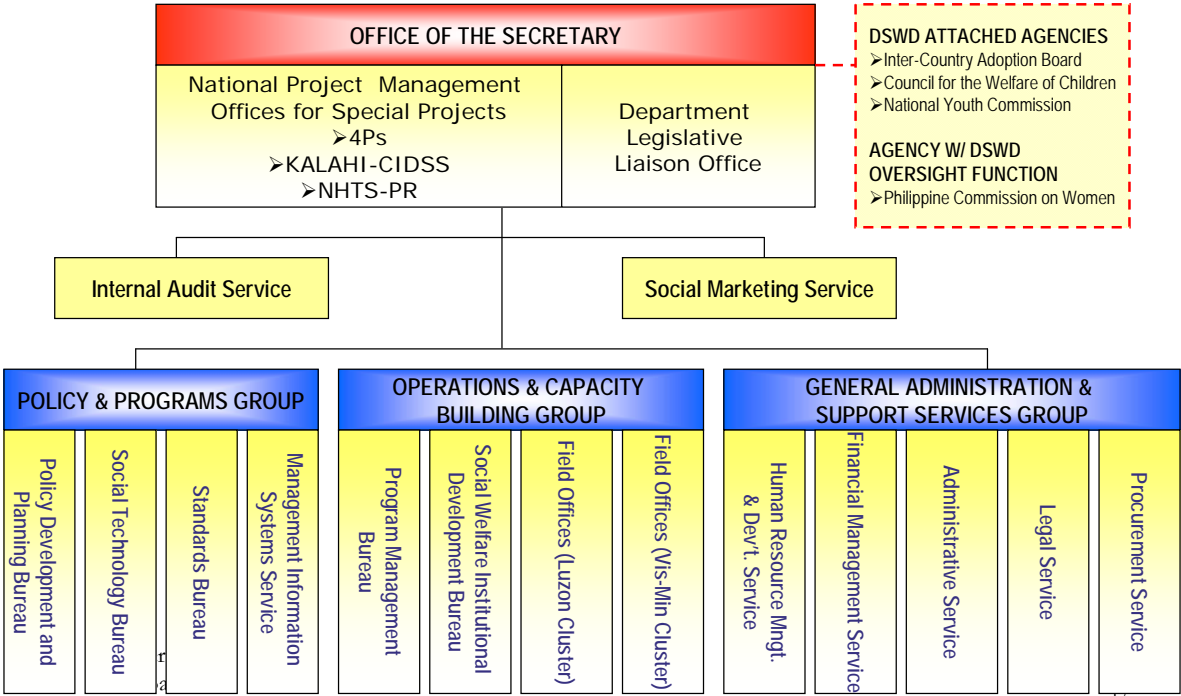 OFFICE OF THE SECRETARY
National Project Management
Offices for Special Projects
➢4Ps
➢KALAHI-CIDSS
➢NHTS-PR
Department
Legislative
Liaison Office
DSWD ATTACHED AGENCIES
➢Inter-Country Adoption Board
➢Council for the Welfare of Children
➢National Youth Commission
AGENCY W/ DSWD
OVERSIGHT FUNCTION
➢Philippine Commission on Women
Internal Audit Service
Social Marketing Service
POLICY & PROGRAMS GROUP
Policy Development and
Planning Bureau
Social Technology Bureau
Standards Bureau
Management Information
Systems Service
OPERATIONS & CAPACITY
BUILDING GROUP
Program Management
Bureau
Social Welfare Institutional
Development Bureau
Field Offices (Luzon Cluster)
Field Offices (Vis-Min Cluster)
GENERAL ADMINISTRATION &
SUPPORT SERVICES GROUP
Human Resource Mngt.
& Dev't. Service
Financial Management Service
Administrative Service
Legal Service
Procurement Service